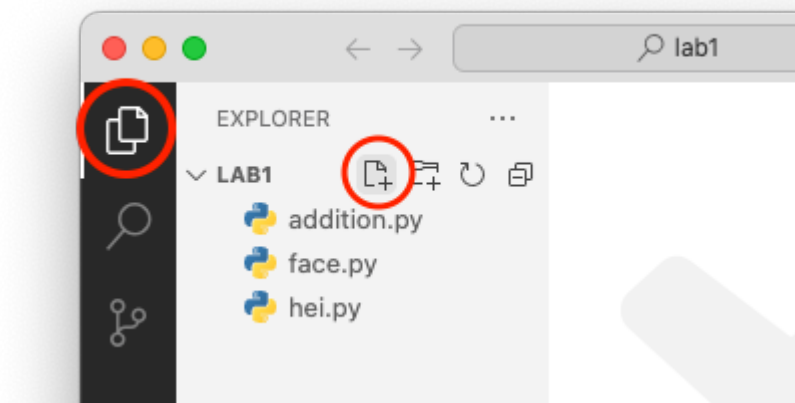 lab1
EXPLORER
LAB1
addition.py
face.py
hei.py